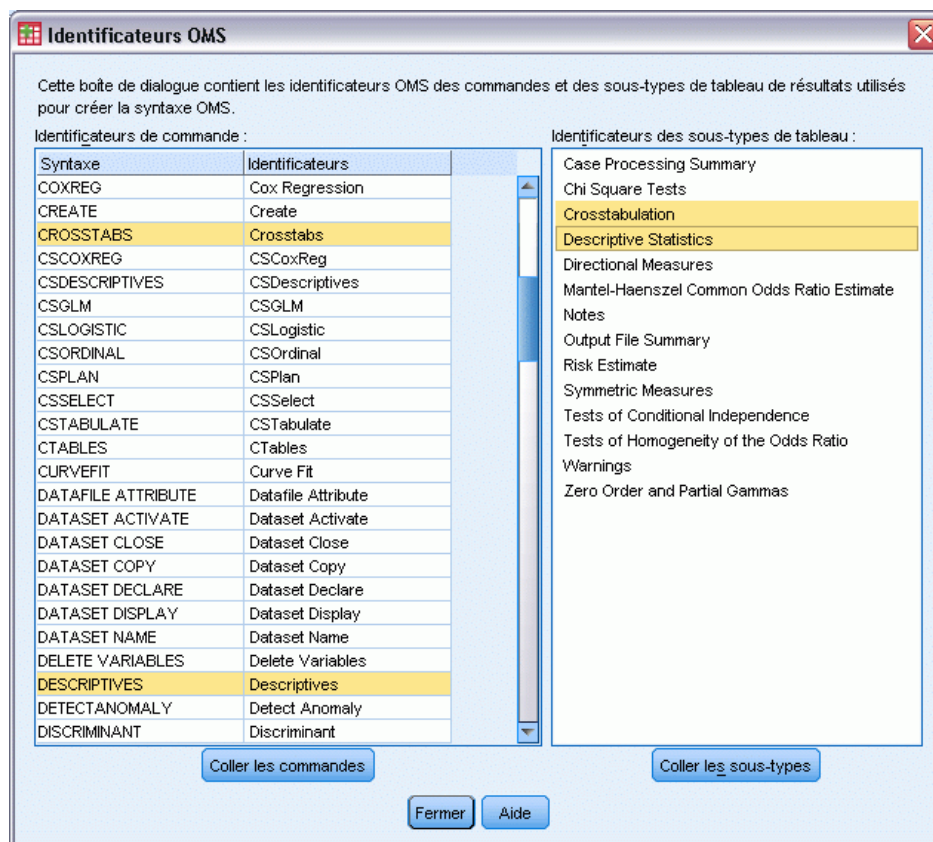 Identificateurs OMS
Cette boîte de dialogue contient les identificateurs OMS des commandes et des sous-types de tableau de résultats utilisés
pour créer la syntaxe OMS.
Identificateurs de commande :
Syntaxe Identificateurs
COXREG Cox Regression
CREATE Create
CROSSTABS Crosstabs
CSCOXREG CSCoxReg
CSDESCRIPTIVES CSDescriptives
CSGLM CSGLM
CSLOGISTIC CSLogistic
CSORDINAL CSOrdinal
CSPLAN CSPlan
CSSELECT CSSelect
CSTABULATE CSTabulate
CTABLES CTables
CURVEFIT Curve Fit
DATAFILE ATTRIBUTE Datafile Attribute
DATASET ACTIVATE Dataset Activate
DATASET CLOSE Dataset Close
DATASET COPY Dataset Copy
DATASET DECLARE Dataset Declare
DATASET DISPLAY Dataset Display
DATASET NAME Dataset Name
DELETE VARIABLES Delete Variables
DESCRIPTIVES Descriptives
DETECTANOMALY Detect Anomaly
DISCRIMINANT Discriminant
Coller les commandes
Identificateurs des sous-types de tableau :
Case Processing Summary
Chi Square Tests
Crosstabulation
Descriptive Statistics
Directional Measures
Mantel-Haenszel Common Odds Ratio Estimate
Notes
Output File Summary
Risk Estimate
Symmetric Measures
Tests of Conditional Independence
Tests of Homogeneity of the Odds Ratio
Warnings
Zero Order and Partial Gammas
Coller les sous-types
Fermer Aide